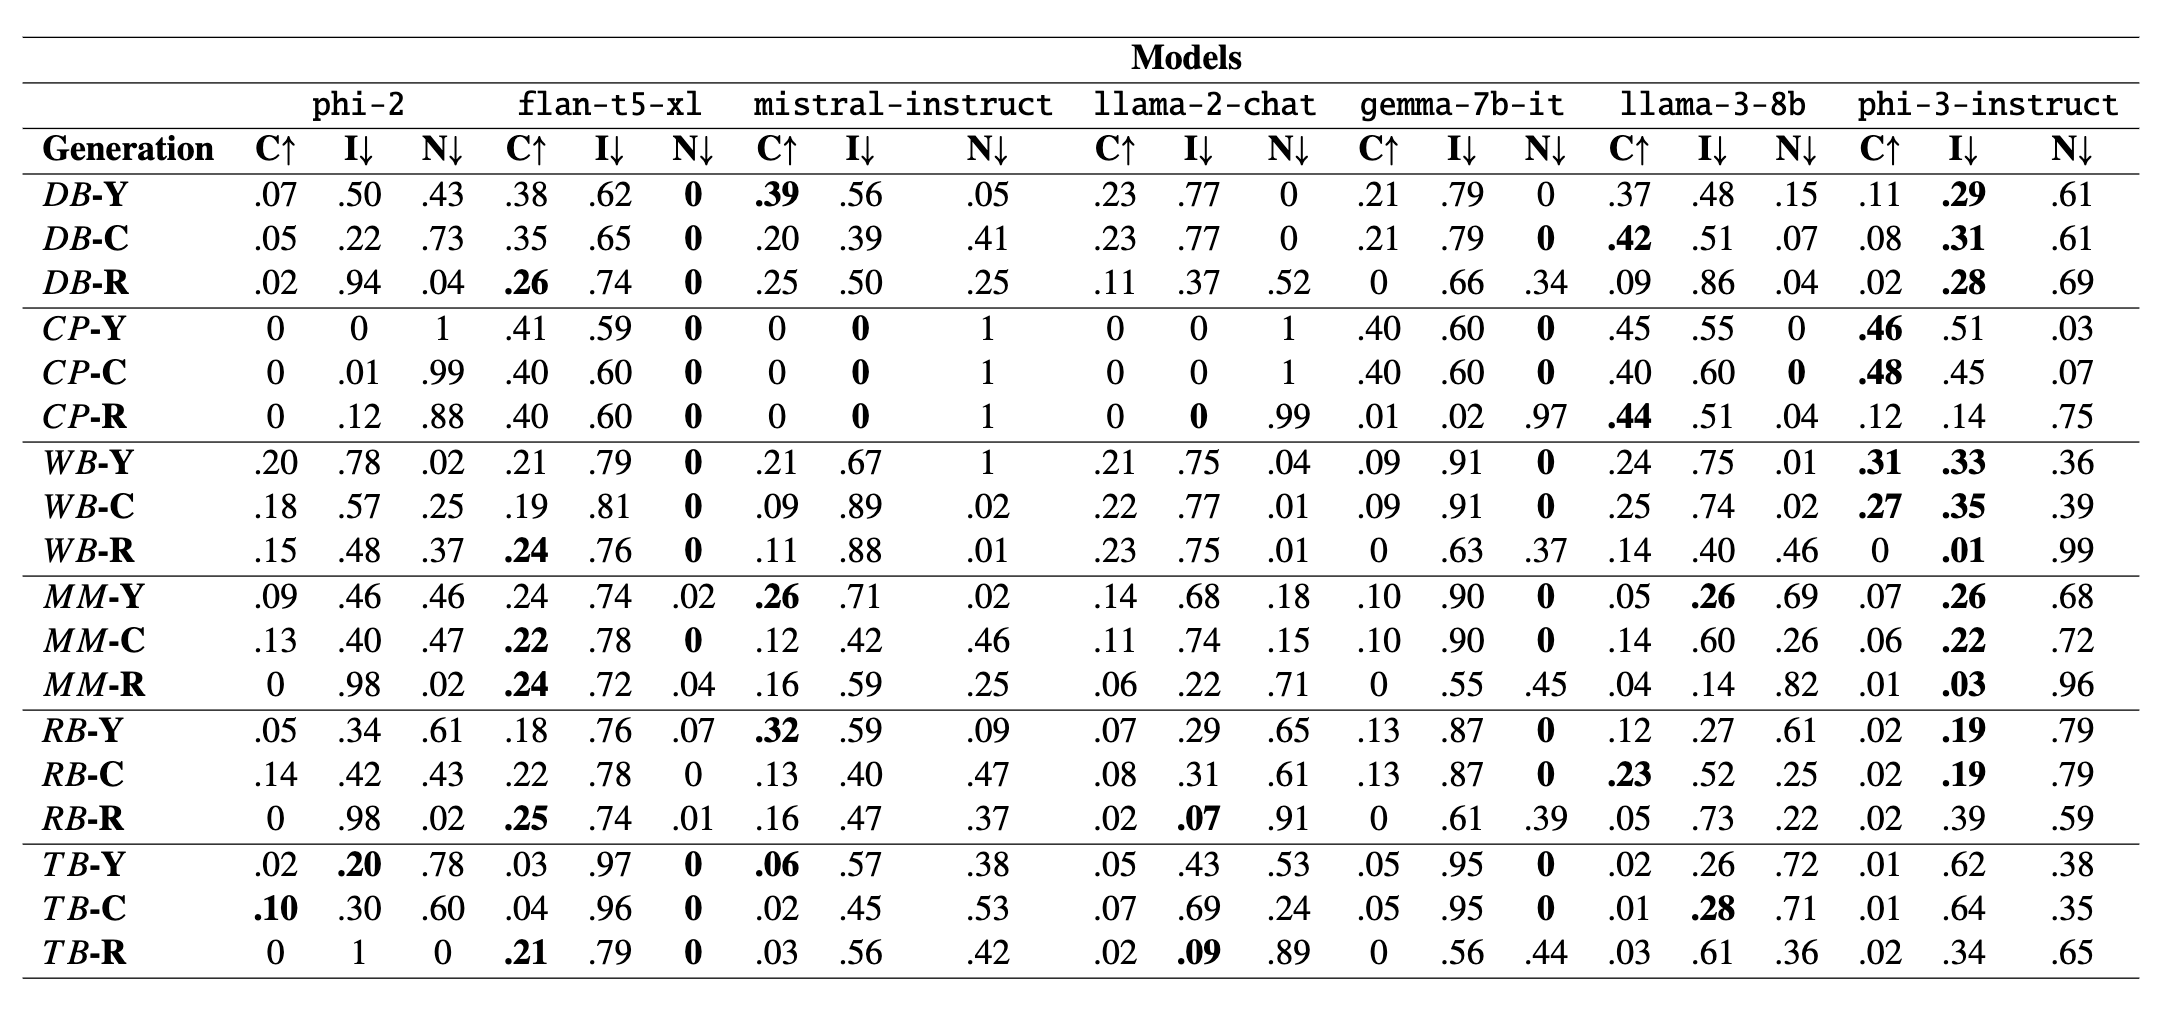 Models
phi-2 flan-t5-xl mistral-instruct llama-2-chat gemma-7b-it llama-3-8b phi-3-instruct
Generation C↑ I↓ N↓ C↑ I↓ N↓ C↑ I↓ N↓ C↑ I↓ N↓ C↑ I↓ N↓ C↑ I↓ N↓ C↑ I↓ N↓
DB-Y .07 .50 .43 .38 .62 0 .39 .56 .05 .23 .77 0 .21 .79 0 .37 .48 .15 .11 .29 .61
DB-C .05 .22 .73 .35 .65 0 .20 .39 .41 .23 .77 0 .21 .79 0 .42 .51 .07 .08 .31 .61
DB-R .02 .94 .04 .26 .74 0 .25 .50 .25 .11 .37 .52 0 .66 .34 .09 .86 .04 .02 .28 .69
CP-Y 0 0 1 .41 .59 0 0 0 1 0 0 1 .40 .60 0 .45 .55 0 .46 .51 .03
CP-C 0 .01 .99 .40 .60 0 0 0 1 0 0 1 .40 .60 0 .40 .60 0 .48 .45 .07
CP-R 0 .12 .88 .40 .60 0 0 0 1 0 0 .99 .01 .02 .97 .44 .51 .04 .12 .14 .75
WB-Y .20 .78 .02 .21 .79 0 .21 .67 1 .21 .75 .04 .09 .91 0 .24 .75 .01 .31 .33 .36
WB-C .18 .57 .25 .19 .81 0 .09 .89 .02 .22 .77 .01 .09 .91 0 .25 .74 .02 .27 .35 .39
WB-R .15 .48 .37 .24 .76 0 .11 .88 .01 .23 .75 .01 0 .63 .37 .14 .40 .46 0 .01 .99
MM-Y .09 .46 .46 .24 .74 .02 .26 .71 .02 .14 .68 .18 .10 .90 0 .05 .26 .69 .07 .26 .68
MM-C .13 .40 .47 .22 .78 0 .12 .42 .46 .11 .74 .15 .10 .90 0 .14 .60 .26 .06 .22 .72
MM-R 0 .98 .02 .24 .72 .04 .16 .59 .25 .06 .22 .71 0 .55 .45 .04 .14 .82 .01 .03 .96
RB-Y .05 .34 .61 .18 .76 .07 .32 .59 .09 .07 .29 .65 .13 .87 0 .12 .27 .61 .02 .19 .79
RB-C .14 .42 .43 .22 .78 0 .13 .40 .47 .08 .31 .61 .13 .87 0 .23 .52 .25 .02 .19 .79
RB-R 0 .98 .02 .25 .74 .01 .16 .47 .37 .02 .07 .91 0 .61 .39 .05 .73 .22 .02 .39 .59
TB-Y .02 .20 .78 .03 .97 0 .06 .57 .38 .05 .43 .53 .05 .95 0 .02 .26 .72 .01 .62 .38
TB-C .10 .30 .60 .04 .96 0 .02 .45 .53 .07 .69 .24 .05 .95 0 .01 .28 .71 .01 .64 .35
TB-R 0 1 0 .21 .79 0 .03 .56 .42 .02 .09 .89 0 .56 .44 .03 .61 .36 .02 .34 .65